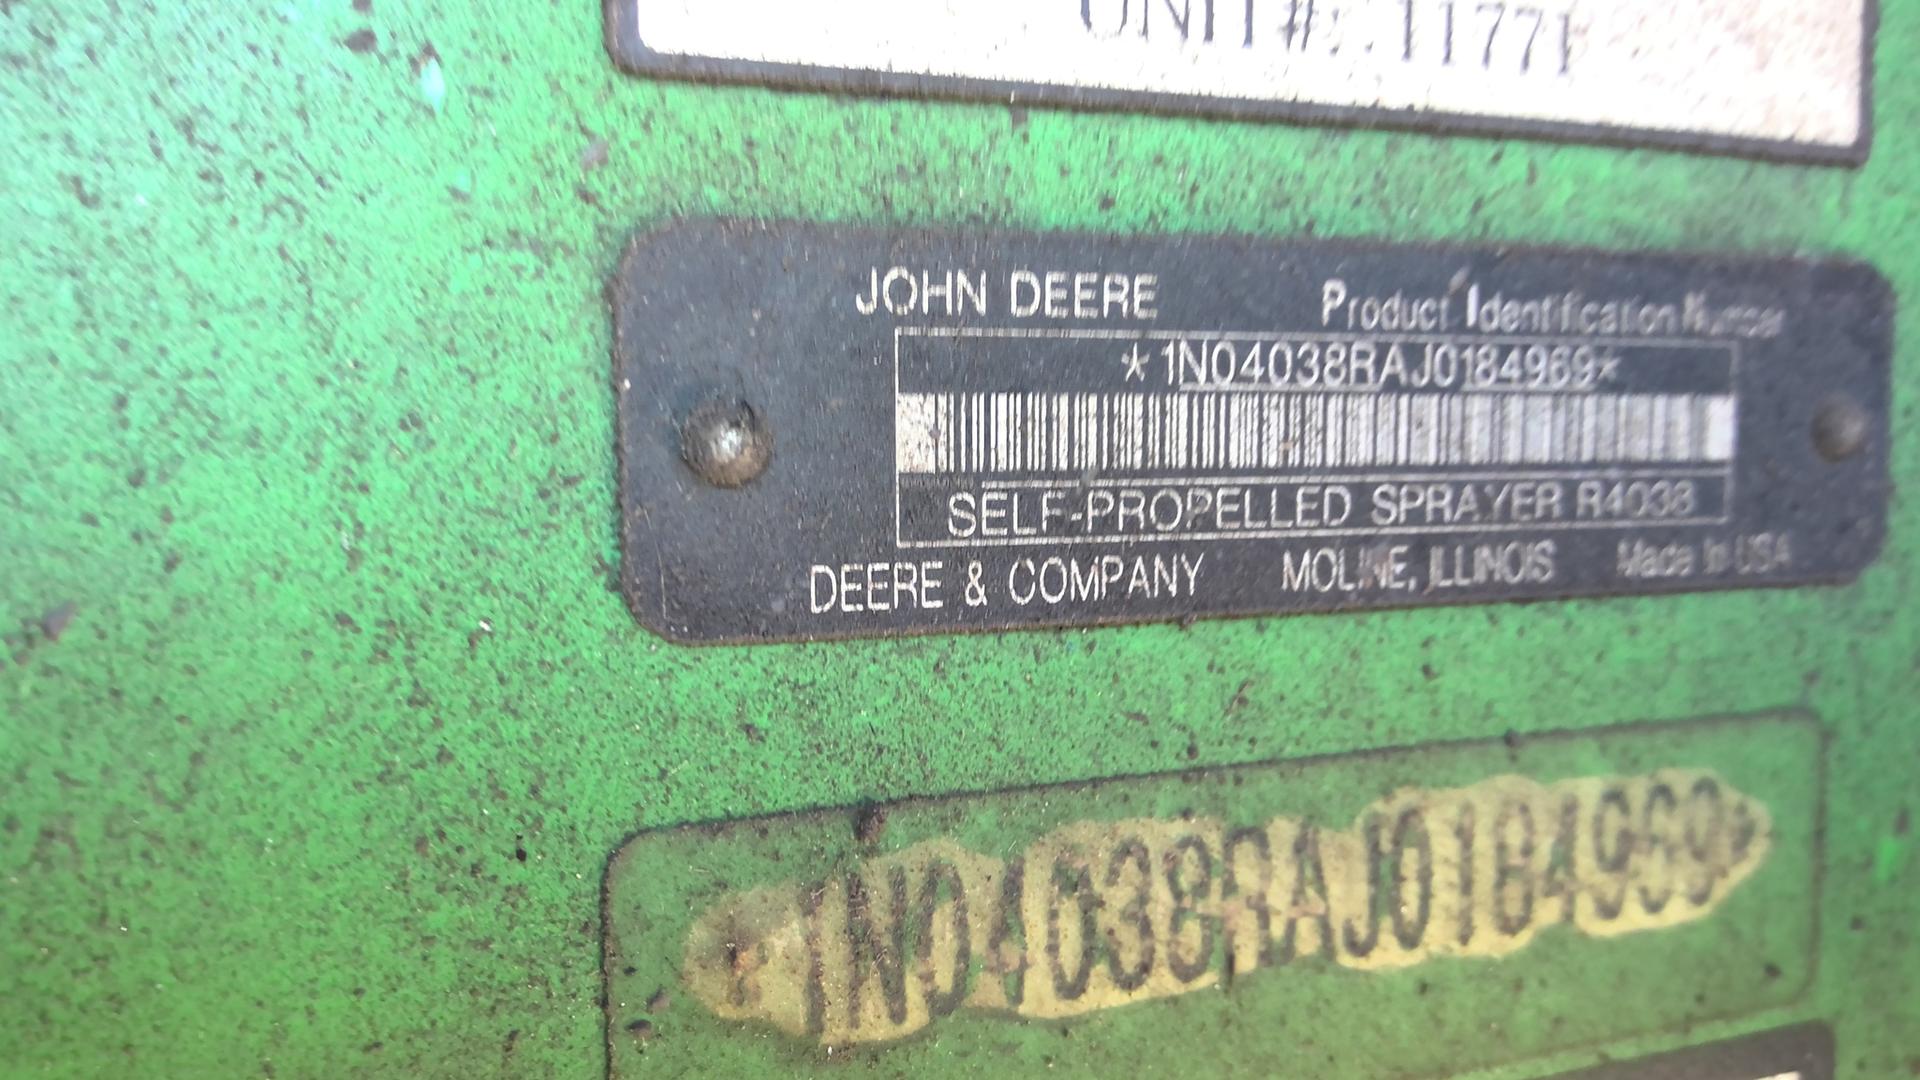 UNIT#: 11771
JOHN DEERE Product Identification Number
*1N04038RAJ0184969*
SELF-PROPELLED SPRAYER R4038
DEERE & COMPANY MOLINE, ILLINOIS Made in USA
*1N04038RAJ0184969*